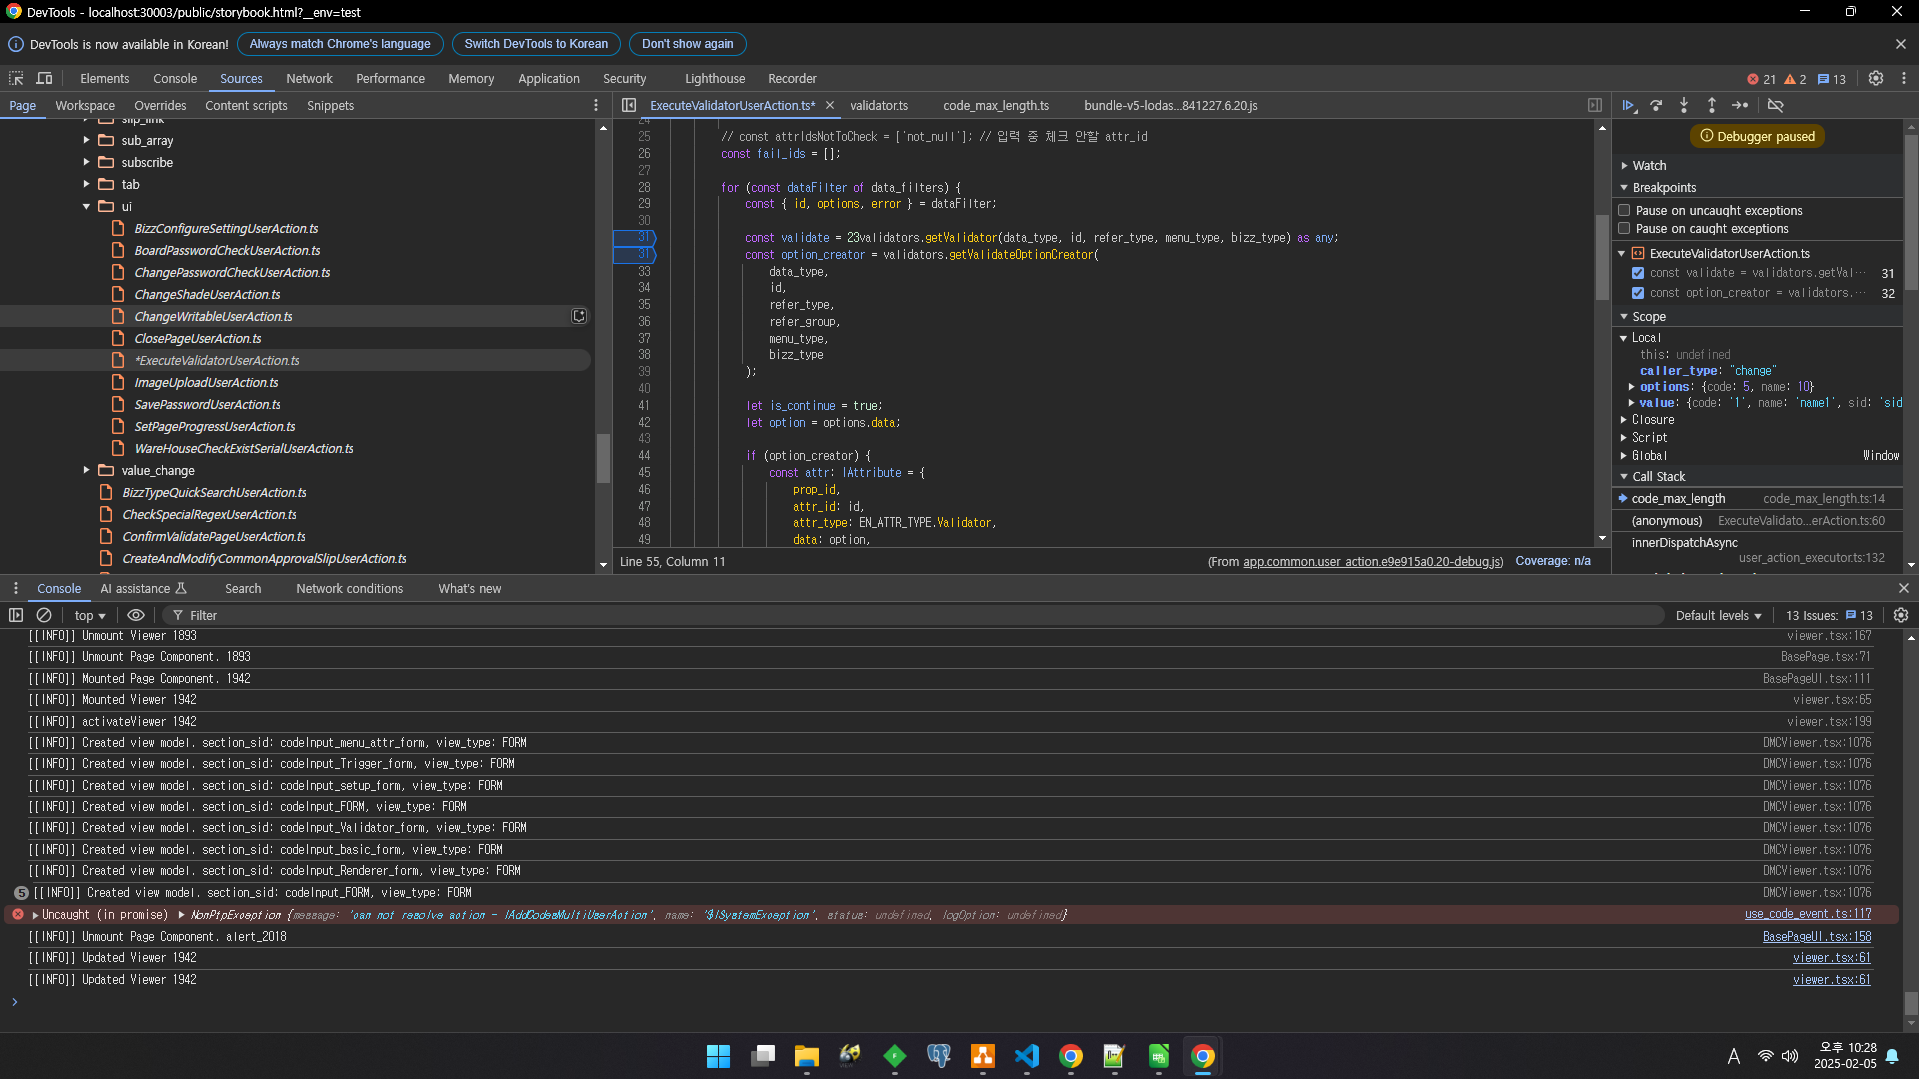 DevTools - localhost:30003/public/storybook.html?__env=test
DevTools is now available in Korean!
Always match Chrome's language
Switch DevTools to Korean
Don't show again
Elements Console Sources Network Performance Memory Application Security Lighthouse Recorder
21 2 13
Page Workspace Overrides Content scripts Snippets
slip_link
sub_array
subscribe
tab
ui
BizzConfigureSettingUserAction.ts
BoardPasswordCheckUserAction.ts
ChangePasswordCheckUserAction.ts
ChangeShadeUserAction.ts
ChangeWritableUserAction.ts
ClosePageUserAction.ts
*ExecuteValidatorUserAction.ts
ImageUploadUserAction.ts
SavePasswordUserAction.ts
SetPageProgressUserAction.ts
WareHouseCheckExistSerialUserAction.ts
value_change
BizzTypeQuickSearchUserAction.ts
CheckSpecialRegexUserAction.ts
ConfirmValidatePageUserAction.ts
CreateAndModifyCommonApprovalSlipUserAction.ts
ExecuteValidatorUserAction.ts* validator.ts code_max_length.ts bundle-v5-lodas...841227.6.20.js
24
25 // const attrIdsNotToCheck = ['not_null']; // 입력 중 체크 안할 attr_id
26 const fail_ids = [];
27
28 for (const dataFilter of data_filters) {
29 const { id, options, error } = dataFilter;
30
31 const validate = 23validators.getValidator(data_type, id, refer_type, menu_type, bizz_type) as any;
31 const option_creator = validators.getValidateOptionCreator(
33 data_type,
34 id,
35 refer_type,
36 refer_group,
37 menu_type,
38 bizz_type
39 );
40
41 let is_continue = true;
42 let option = options.data;
43
44 if (option_creator) {
45 const attr: IAttribute = {
46 prop_id,
47 attr_id: id,
48 attr_type: EN_ATTR_TYPE.Validator,
49 data: option,
Line 55, Column 11
(From app.common.user_action.e9e915a0.20-debug.js)
Coverage: n/a
Debugger paused
Watch
Breakpoints
Pause on uncaught exceptions
Pause on caught exceptions
ExecuteValidatorUserAction.ts
const validate = validators.getVal… 31
const option_creator = validators.… 32
Scope
Local
this: undefined
caller_type: "change"
options: {code: 5, name: 10}
value: {code: '1', name: 'name1', sid: 'sid
Closure
Script
Global Window
Call Stack
code_max_length code_max_length.ts:14
(anonymous) ExecuteValidato...erAction.ts:60
innerDispatchAsync
user_action_executor.ts:132
Console AI assistance Search Network conditions What's new
top Filter Default levels 13 Issues: 13
[[INFO]] Unmount Viewer 1893 viewer.tsx:167
[[INFO]] Unmount Page Component. 1893 BasePage.tsx:71
[[INFO]] Mounted Page Component. 1942 BasePageUI.tsx:111
[[INFO]] Mounted Viewer 1942 viewer.tsx:65
[[INFO]] activateViewer 1942 viewer.tsx:199
[[INFO]] Created view model. section_sid: codeInput_menu_attr_form, view_type: FORM DMCViewer.tsx:1076
[[INFO]] Created view model. section_sid: codeInput_Trigger_form, view_type: FORM DMCViewer.tsx:1076
[[INFO]] Created view model. section_sid: codeInput_setup_form, view_type: FORM DMCViewer.tsx:1076
[[INFO]] Created view model. section_sid: codeInput_FORM, view_type: FORM DMCViewer.tsx:1076
[[INFO]] Created view model. section_sid: codeInput_Validator_form, view_type: FORM DMCViewer.tsx:1076
[[INFO]] Created view model. section_sid: codeInput_basic_form, view_type: FORM DMCViewer.tsx:1076
[[INFO]] Created view model. section_sid: codeInput_Renderer_form, view_type: FORM DMCViewer.tsx:1076
5 [[INFO]] Created view model. section_sid: codeInput_FORM, view_type: FORM DMCViewer.tsx:1076
Uncaught (in promise) NonPtpException {message: 'can not resolve action - IAddCodesMultiUserAction', name: '$ISystemException', status: undefined, logOption: undefined} use_code_event.ts:117
[[INFO]] Unmount Page Component. alert_2018 BasePageUI.tsx:158
[[INFO]] Updated Viewer 1942 viewer.tsx:61
[[INFO]] Updated Viewer 1942 viewer.tsx:61
A
오후 10:28
2025-02-05